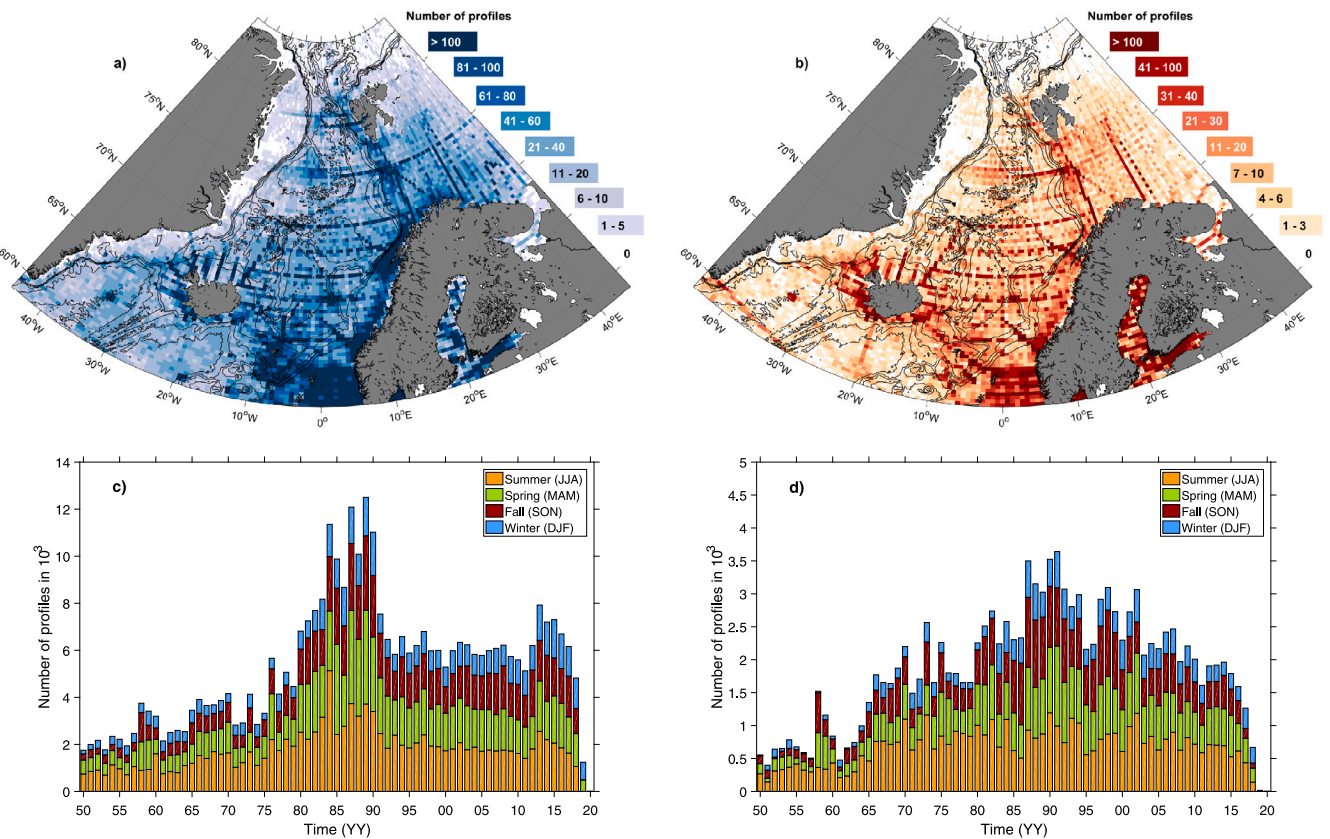 Number of profiles
a)
> 100
81 - 100
61 - 80
41 - 60
21 - 40
11 - 20
6 - 10
1 - 5
0
80°N
75°N
70°N
65°N
60°N
40°W
30°W
20°W
10°W
0°
10°E
20°E
30°E
40°E
Number of profiles
b)
> 100
41 - 100
31 - 40
21 - 30
11 - 20
7 - 10
4 - 6
1 - 3
0
80°N
75°N
70°N
65°N
60°N
40°W
30°W
20°W
10°W
0°
10°E
20°E
30°E
40°E
c)
Summer (JJA)
Spring (MAM)
Fall (SON)
Winter (DJF)
Number of profiles in 10³
14
12
10
8
6
4
2
0
50 55 60 65 70 75 80 85 90 95 00 05 10 15 20
Time (YY)
d)
Summer (JJA)
Spring (MAM)
Fall (SON)
Winter (DJF)
Number of profiles in 10³
5
4.5
4
3.5
3
2.5
2
1.5
1
0.5
0
50 55 60 65 70 75 80 85 90 95 00 05 10 15 20
Time (YY)